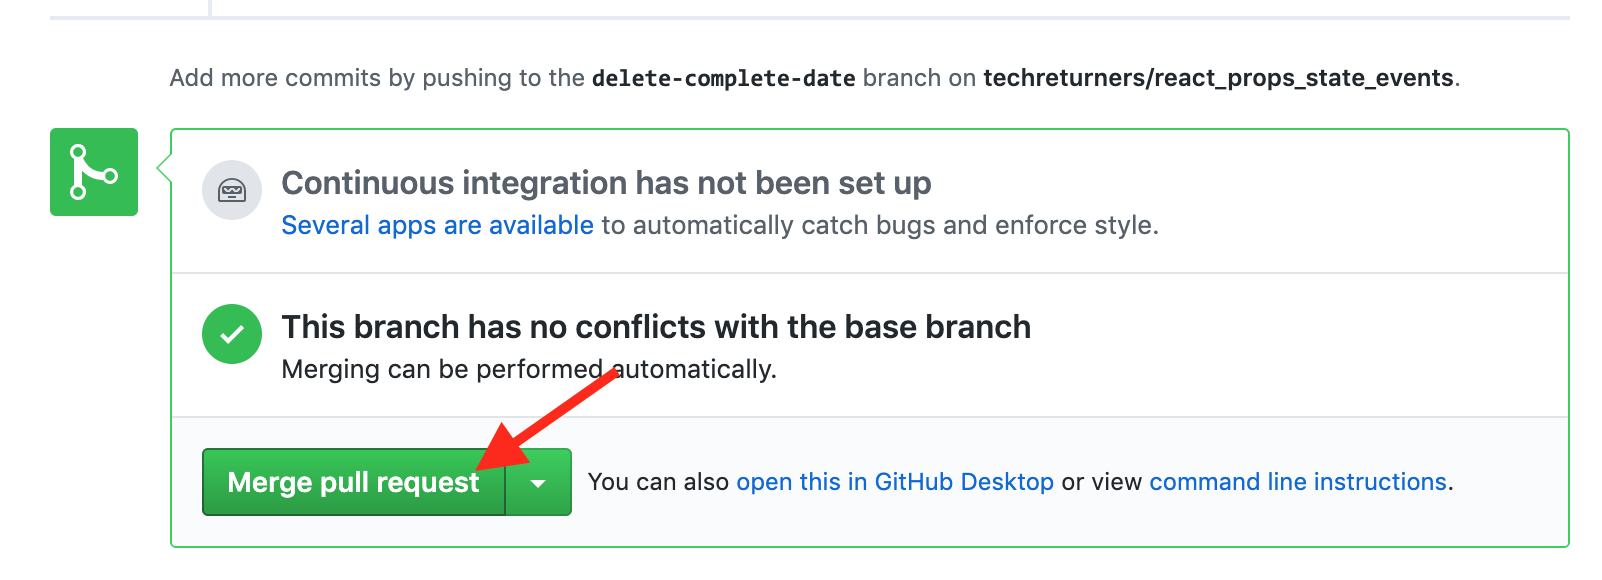 Add more commits by pushing to the delete-complete-date branch on techreturners/react_props_state_events.
Continuous integration has not been set up
Several apps are available to automatically catch bugs and enforce style.
This branch has no conflicts with the base branch
Merging can be performed automatically.
Merge pull request You can also open this in GitHub Desktop or view command line instructions.